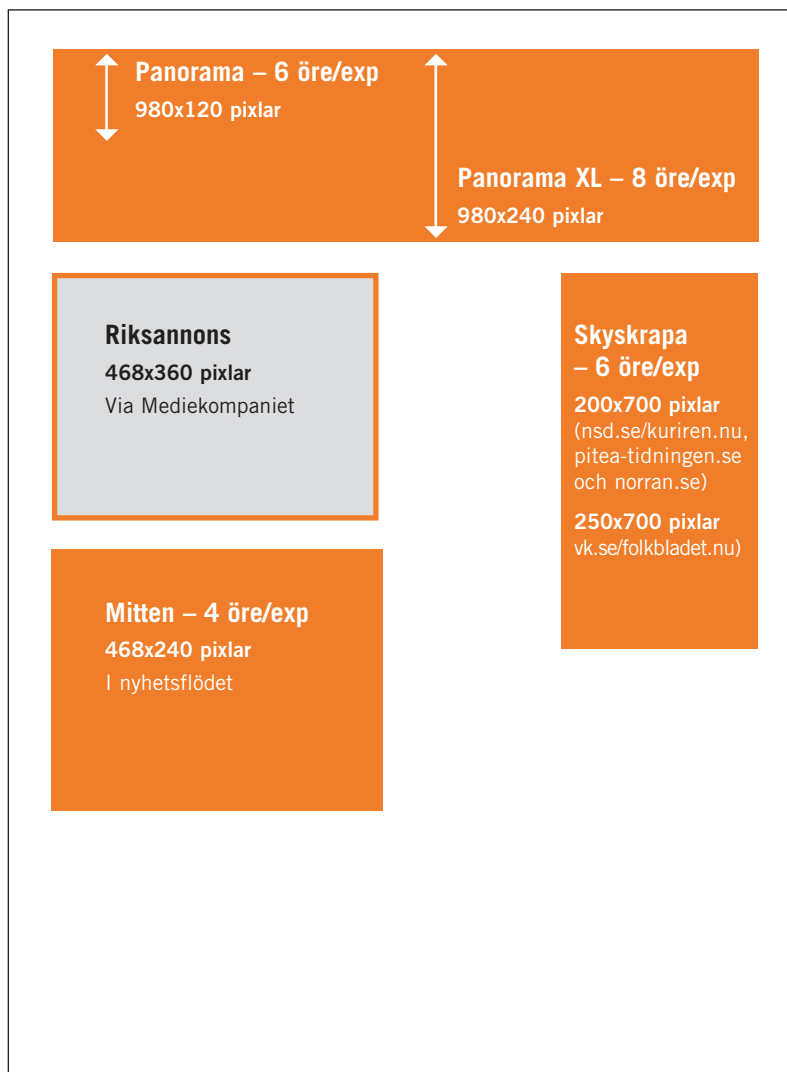 Panorama – 6 öre/exp
980x120 pixlar
Panorama XL – 8 öre/exp
980x240 pixlar
Riksannons
468x360 pixlar
Via Mediekompaniet
Skyskrapa
– 6 öre/exp
200x700 pixlar
(nsd.se/kuriren.nu,
pitea-tidningen.se
och norran.se)
250x700 pixlar
vk.se/folkbladet.nu)
Mitten – 4 öre/exp
468x240 pixlar
I nyhetsflödet